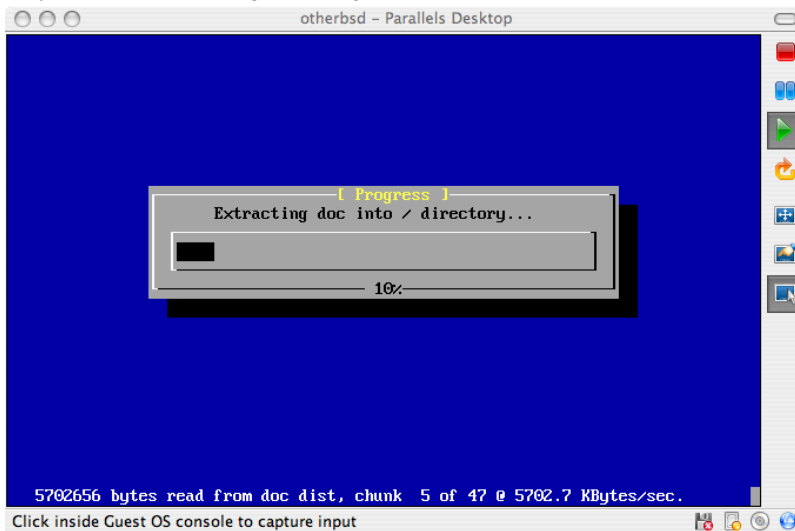 otherbsd – Parallels Desktop
[ Progress ]
Extracting doc into / directory...
10%
5702656 bytes read from doc dist, chunk 5 of 47 @ 5702.7 KBytes/sec.
Click inside Guest OS console to capture input